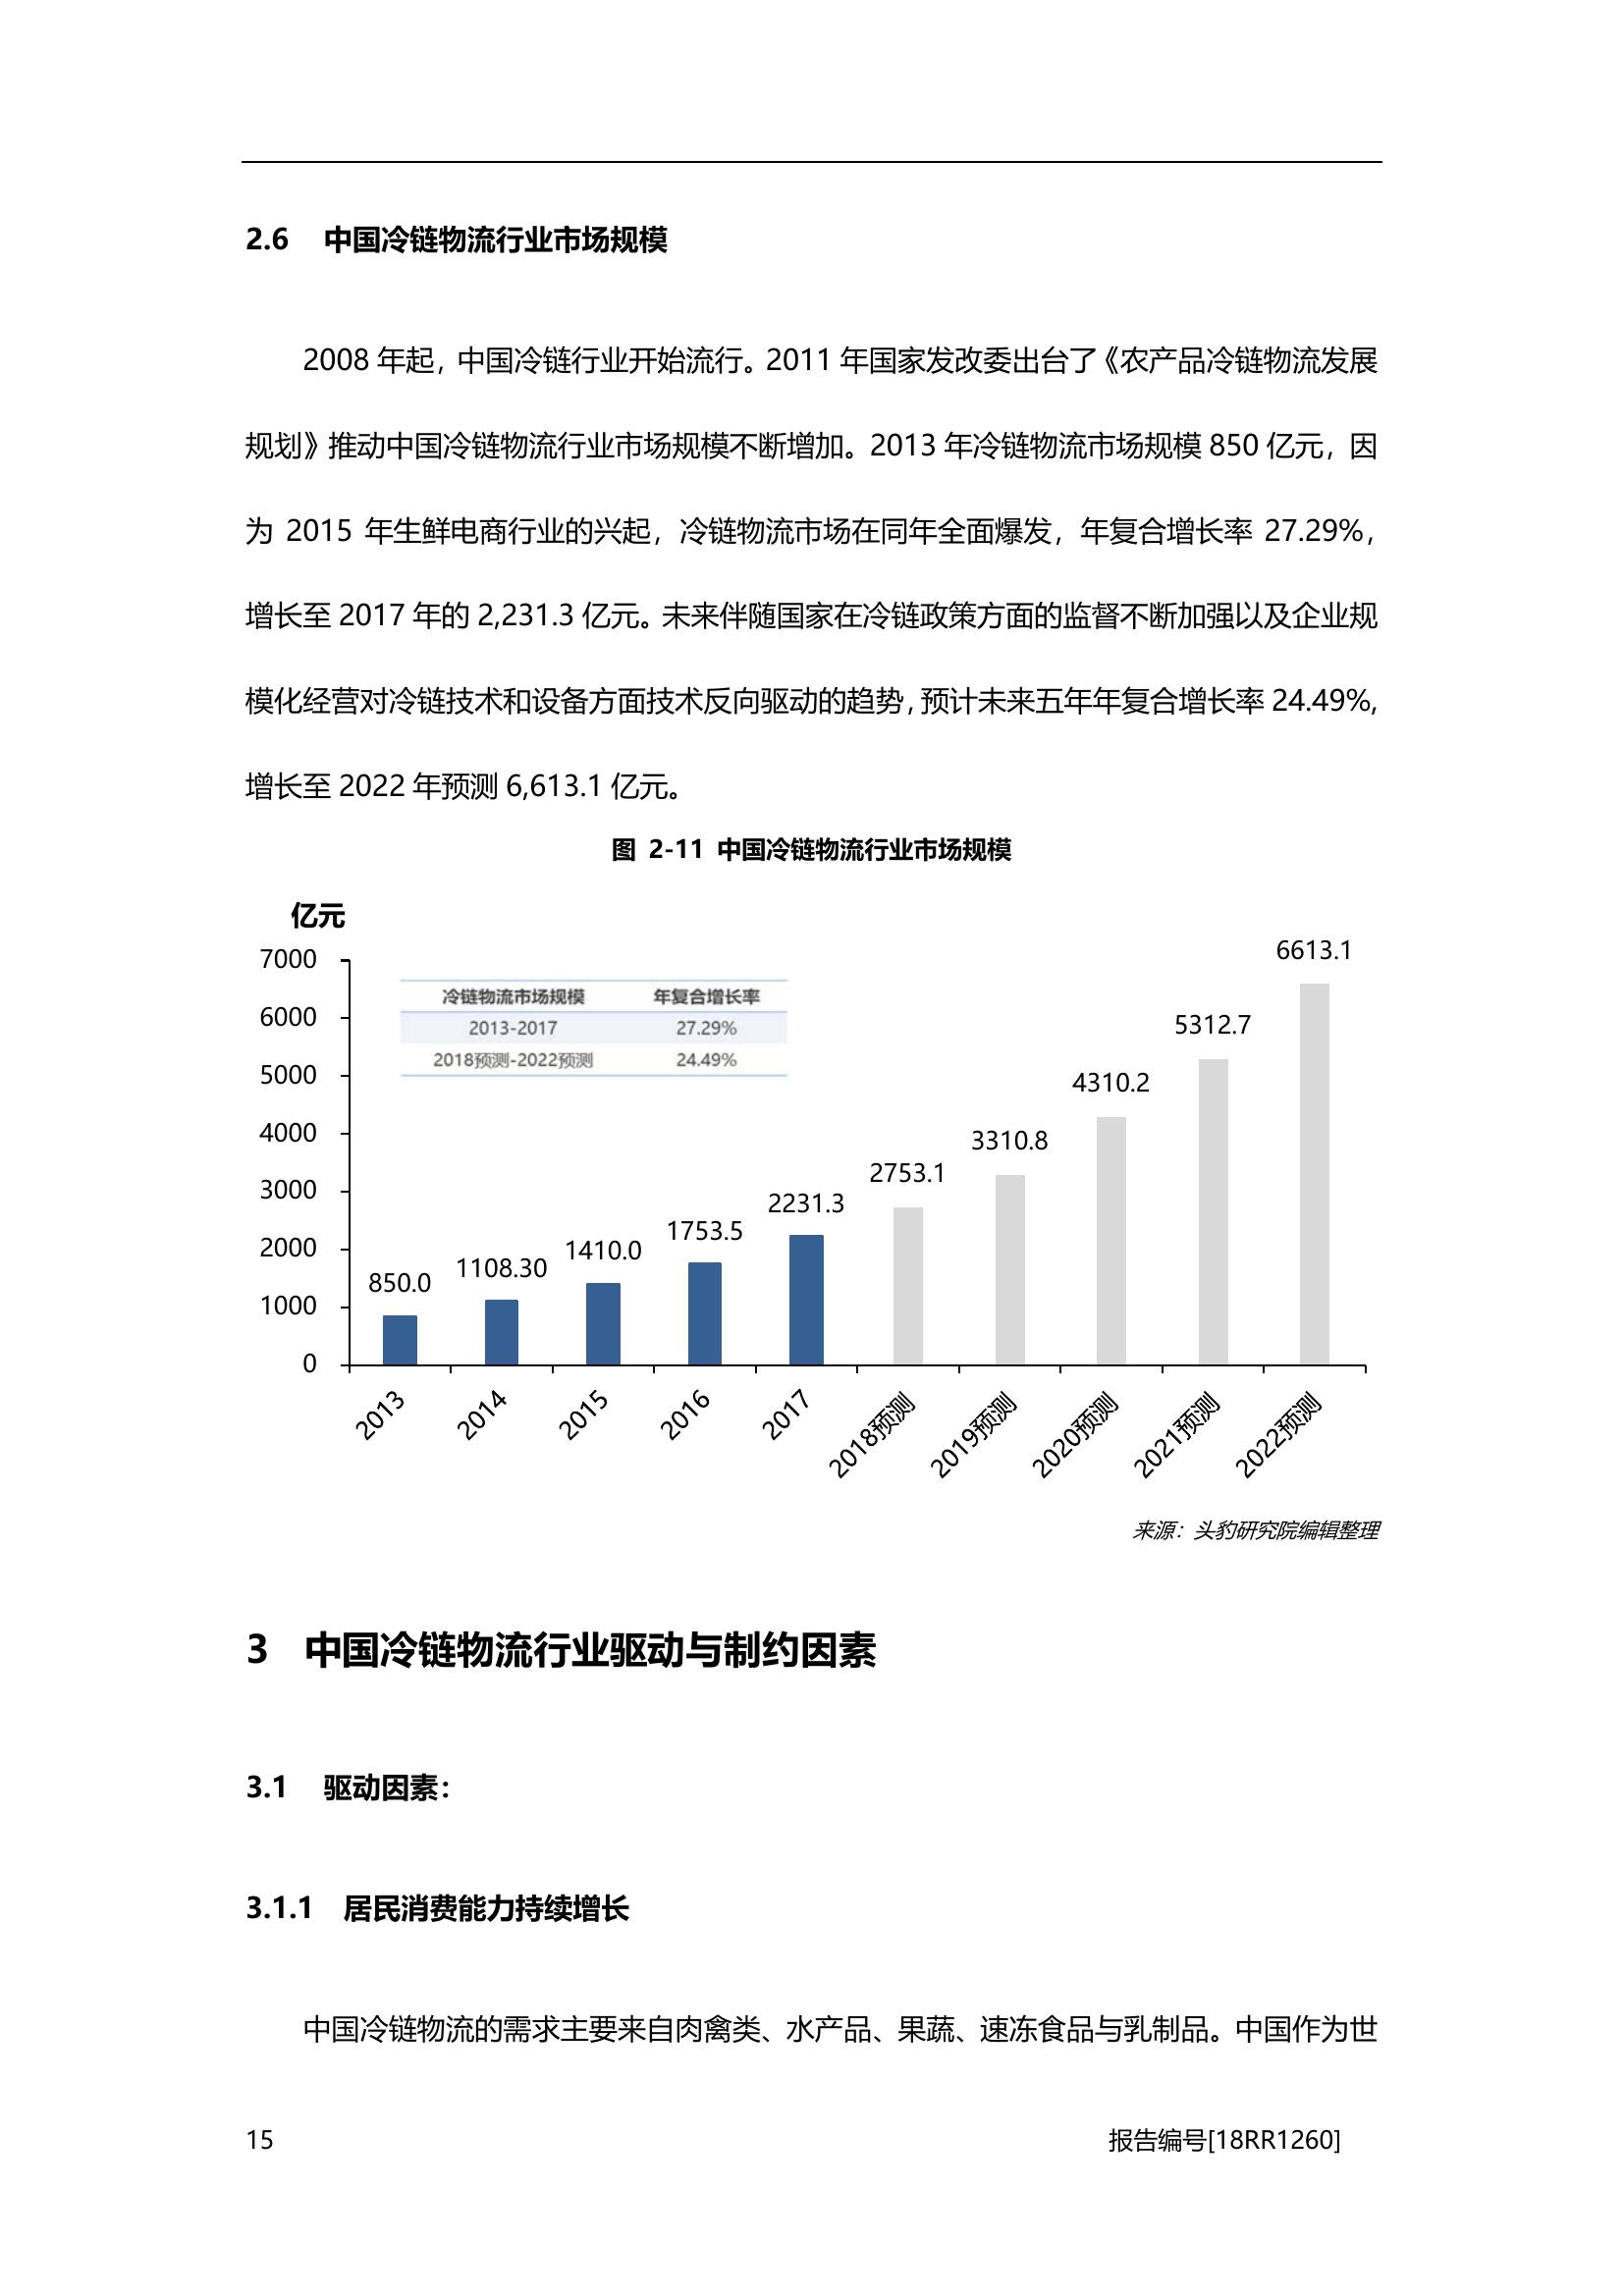 2.6 中国冷链物流行业市场规模
2008 年起，中国冷链行业开始流行。2011 年国家发改委出台了《农产品冷链物流发展
规划》推动中国冷链物流行业市场规模不断增加。2013 年冷链物流市场规模 850 亿元，因
为 2015 年生鲜电商行业的兴起，冷链物流市场在同年全面爆发，年复合增长率 27.29%，
增长至 2017 年的 2,231.3 亿元。未来伴随国家在冷链政策方面的监督不断加强以及企业规
模化经营对冷链技术和设备方面技术反向驱动的趋势，预计未来五年年复合增长率 24.49%，
增长至 2022 年预测 6,613.1 亿元。
图 2-11 中国冷链物流行业市场规模
亿元
7000
6000
5000
4000
3000
2000
1000
0
冷链物流市场规模 年复合增长率
2013-2017 27.29%
2018预测-2022预测 24.49%
850.0
1108.30
1410.0
1753.5
2231.3
2753.1
3310.8
4310.2
5312.7
6613.1
2013
2014
2015
2016
2017
2018预测
2019预测
2020预测
2021预测
2022预测
来源：头豹研究院编辑整理
3 中国冷链物流行业驱动与制约因素
3.1 驱动因素：
3.1.1 居民消费能力持续增长
中国冷链物流的需求主要来自肉禽类、水产品、果蔬、速冻食品与乳制品。中国作为世
15 报告编号[18RR1260]